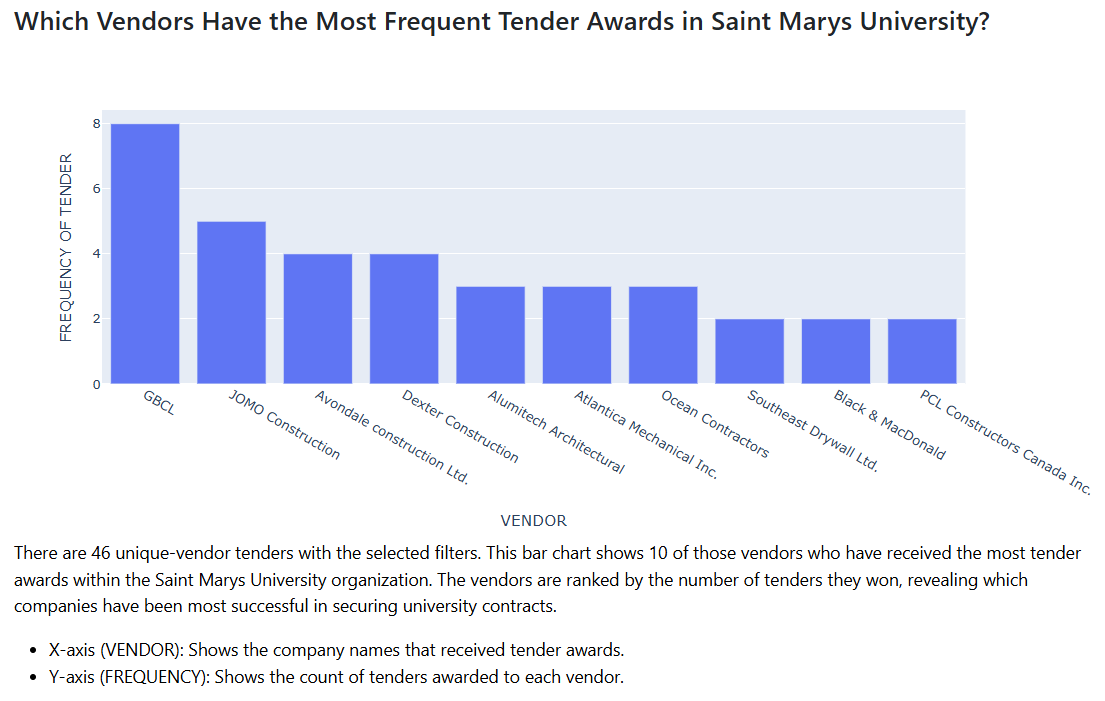 Which Vendors Have the Most Frequent Tender Awards in Saint Marys University?
8
6
4
2
0
FREQUENCY OF TENDER
GBCL
JOMO Construction
Avondale construction Ltd.
Dexter Construction
Alumitech Architectural
Atlantica Mechanical Inc.
Ocean Contractors
Southeast Drywall Ltd.
Black & MacDonald
PCL Constructors Canada Inc.
VENDOR
There are 46 unique-vendor tenders with the selected filters. This bar chart shows 10 of those vendors who have received the most tender
awards within the Saint Marys University organization. The vendors are ranked by the number of tenders they won, revealing which
companies have been most successful in securing university contracts.
• X-axis (VENDOR): Shows the company names that received tender awards.
• Y-axis (FREQUENCY): Shows the count of tenders awarded to each vendor.